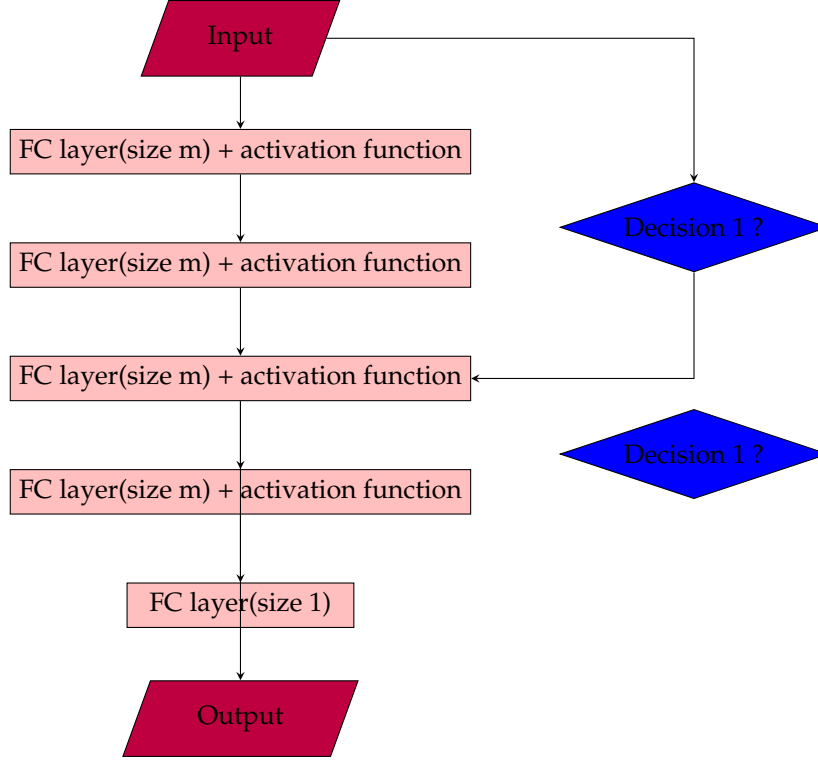 Input
FC layer(size m) + activation function
Decision 1 ?
FC layer(size m) + activation function
FC layer(size m) + activation function
Decision 1 ?
FC layer(size m) + activation function
FC layer(size 1)
Output